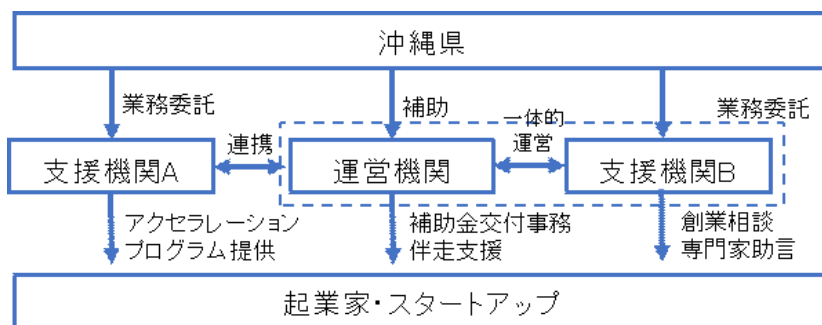 沖縄県
業務委託
補助
業務委託
連携
一体的
運営
支援機関A
運営機関
支援機関B
アクセラレーション
プログラム提供
補助金交付事務
伴走支援
創業相談
専門家助言
起業家・スタートアップ